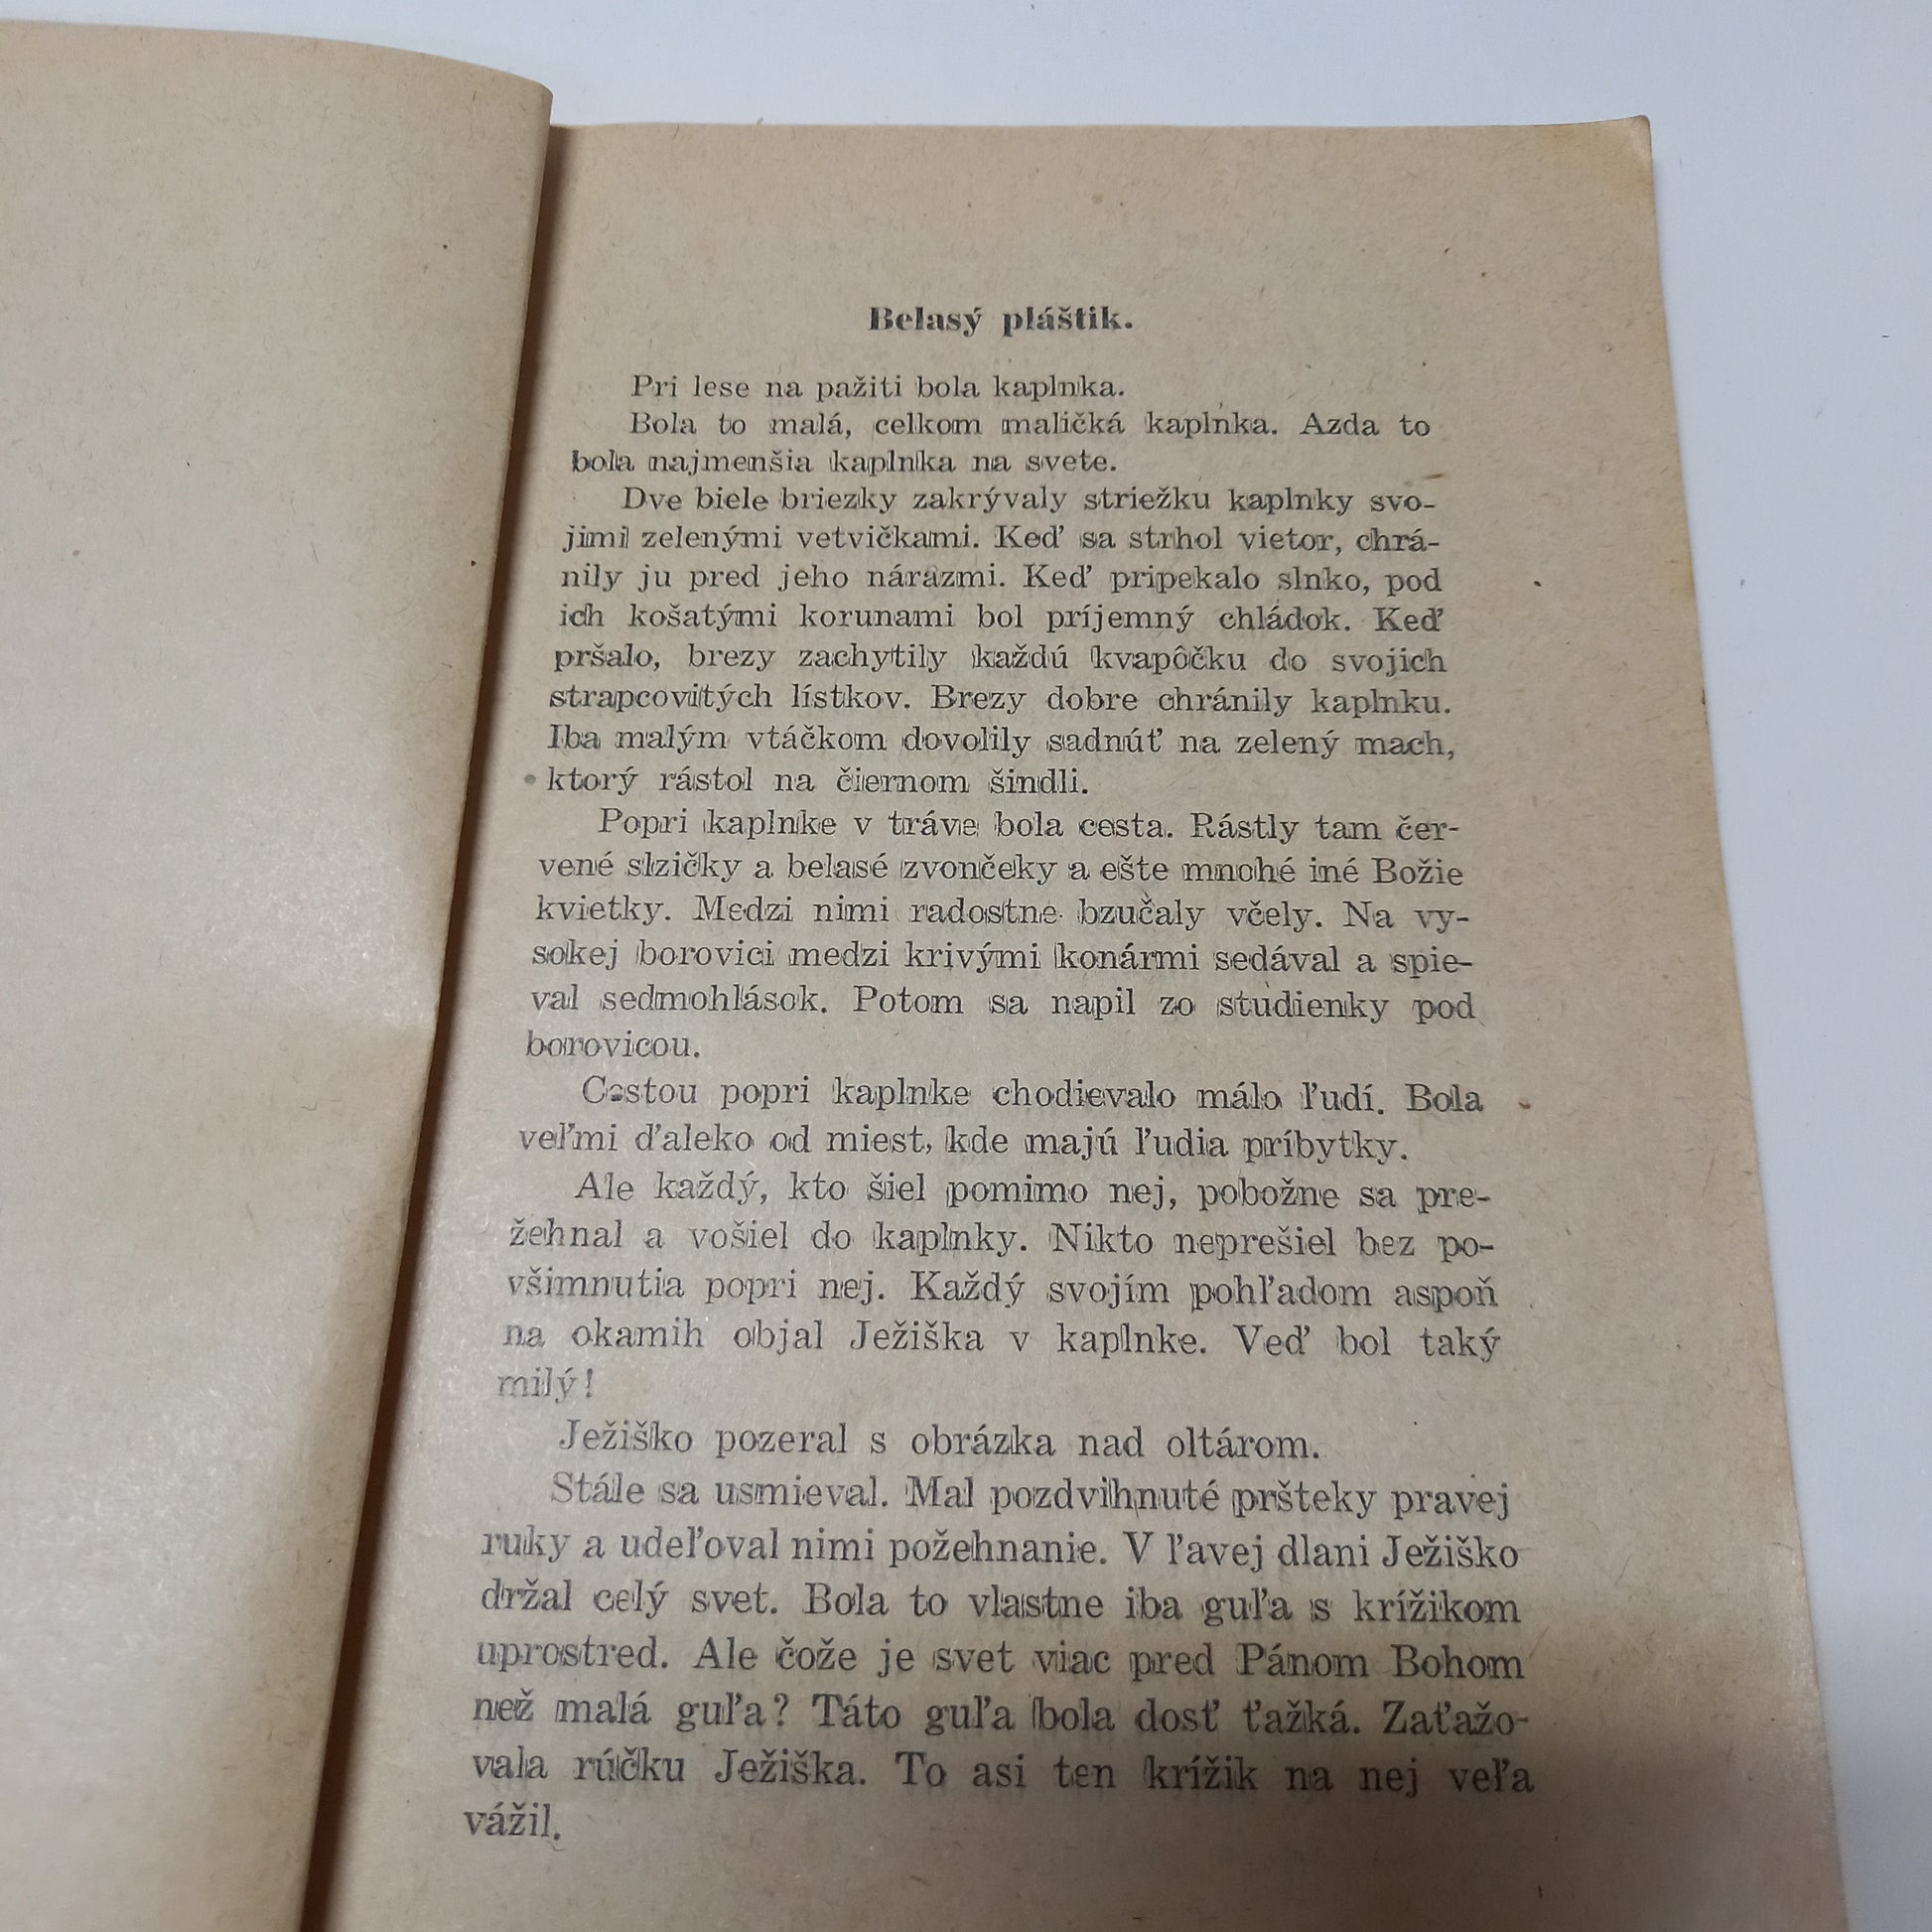 Belasý pláštik.
Pri lese na pažiti bola kaplnka.
Bola to malá, celkom maličká kaplnka. Azda to
bola najmenšia kaplnka na svete.
Dve biele briezky zakrývaly striežku kaplnky svo-
jimi zelenými vetvičkami. Keď sa strhol vietor, chrá-
nily ju pred jeho nárazmi. Keď pripekalo slnko, pod
ich košatými korunami bol príjemný chládok. Keď
pršalo, brezy zachytily každú kvapôčku do svojich
strapcovitých lístkov. Brezy dobre chránily kaplnku.
Iba malým vtáčkom dovolily sadnúť na zelený mach,
ktorý rástol na čiernom šindli.
Popri kaplnke v tráve bola cesta. Rástly tam čer-
vené slzičky a belasé zvončeky a ešte mnohé iné Božie
kvietky. Medzi nimi radostne bzučaly včely. Na vy-
sokej borovici medzi krivými konármi sedával a spie-
val sedmohlások. Potom sa napil zo studienky pod
borovicou.
Cestou popri kaplnke chodievalo málo ľudí. Bola
veľmi ďaleko od miest, kde majú ľudia príbytky.
Ale každý, kto šiel pomimo nej, pobožne sa pre-
žehnal a vošiel do kaplnky. Nikto neprešiel bez po-
všimnutia popri nej. Každý svojím pohľadom aspoň
na okamih objal Ježiška v kaplnke. Veď bol taký
milý!
Ježiško pozeral s obrázka nad oltárom.
Stále sa usmieval. Mal pozdvihnuté pršteky pravej
ruky a udeľoval nimi požehnanie. V ľavej dlani Ježiško
držal celý svet. Bola to vlastne iba guľa s krížikom
uprostred. Ale čože je svet viac pred Pánom Bohom
než malá guľa? Táto guľa bola dosť ťažká. Zaťažo-
vala rúčku Ježiška. To asi ten krížik na nej veľa
vážil.